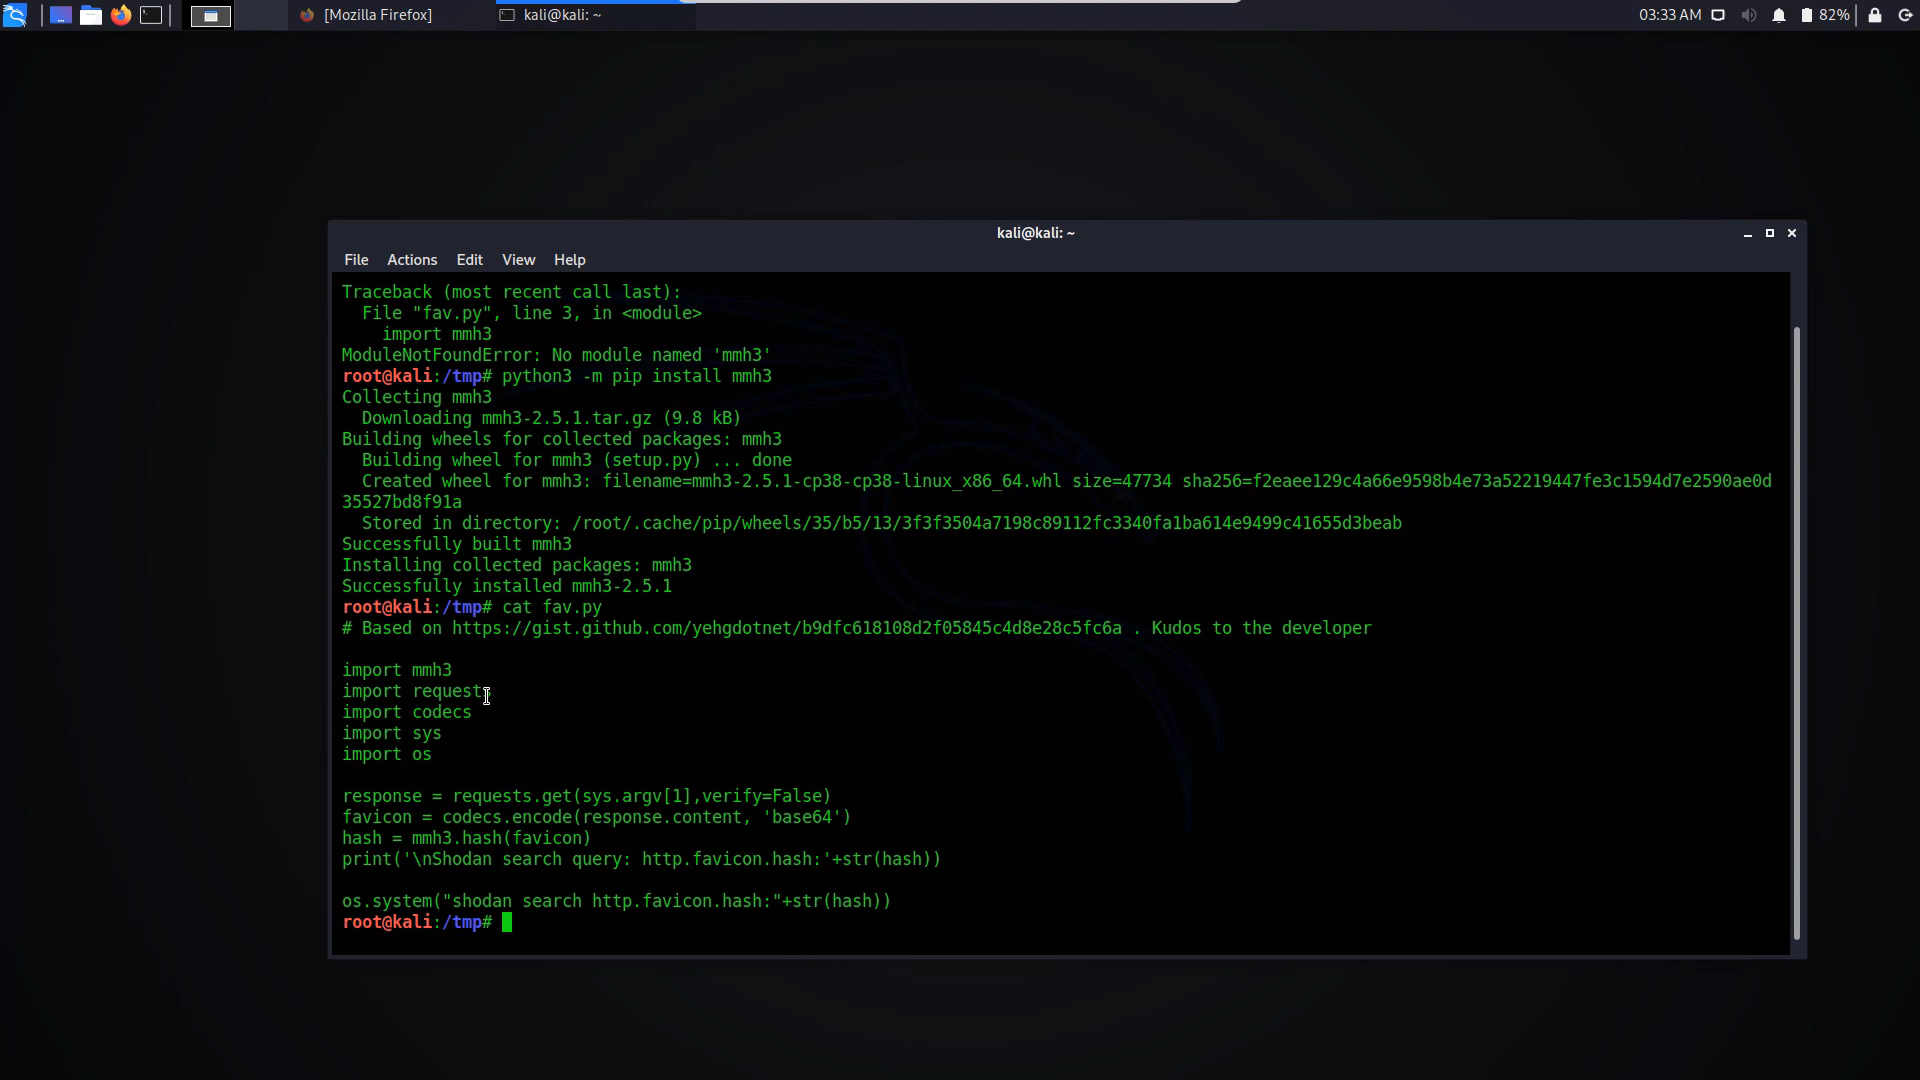 [Mozilla Firefox]
kali@kali: ~
03:33 AM
82%
kali@kali: ~
File Actions Edit View Help
Traceback (most recent call last):
  File "fav.py", line 3, in <module>
    import mmh3
ModuleNotFoundError: No module named 'mmh3'
root@kali:/tmp# python3 -m pip install mmh3
Collecting mmh3
  Downloading mmh3-2.5.1.tar.gz (9.8 kB)
Building wheels for collected packages: mmh3
  Building wheel for mmh3 (setup.py) ... done
  Created wheel for mmh3: filename=mmh3-2.5.1-cp38-cp38-linux_x86_64.whl size=47734 sha256=f2eaee129c4a66e9598b4e73a52219447fe3c1594d7e2590ae0d
35527bd8f91a
  Stored in directory: /root/.cache/pip/wheels/35/b5/13/3f3f3504a7198c89112fc3340fa1ba614e9499c41655d3beab
Successfully built mmh3
Installing collected packages: mmh3
Successfully installed mmh3-2.5.1
root@kali:/tmp# cat fav.py
# Based on https://gist.github.com/yehgdotnet/b9dfc618108d2f05845c4d8e28c5fc6a . Kudos to the developer

import mmh3
import requests
import codecs
import sys
import os

response = requests.get(sys.argv[1],verify=False)
favicon = codecs.encode(response.content, 'base64')
hash = mmh3.hash(favicon)
print('\nShodan search query: http.favicon.hash:'+str(hash))

os.system("shodan search http.favicon.hash:"+str(hash))
root@kali:/tmp#